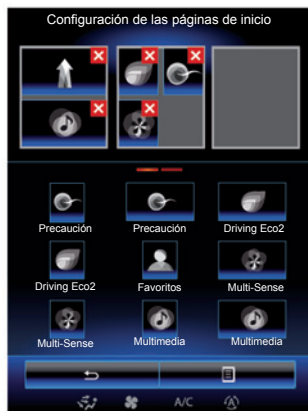 Configuración de las páginas de inicio
Precaución
Precaución
Driving Eco2
Driving Eco2
Favoritos
Multi-Sense
Multi-Sense
Multimedia
Multimedia
A/C
A